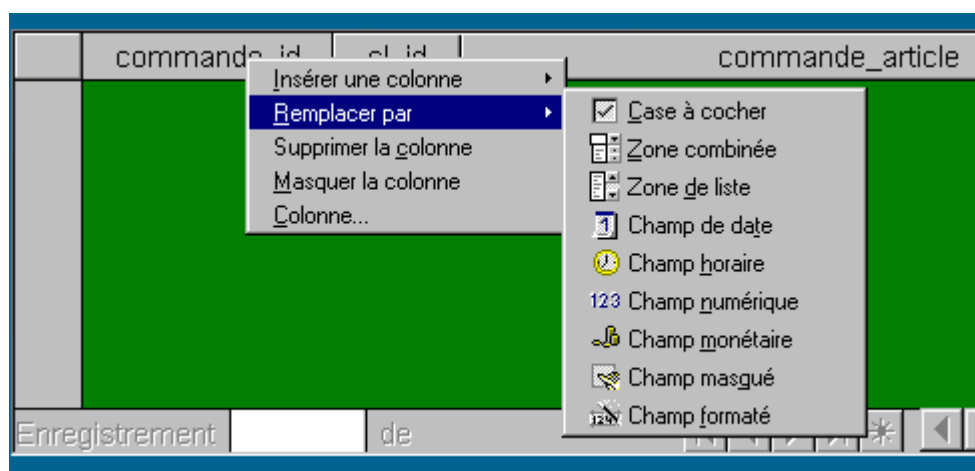 commande_id cl_id commande_article
Insérer une colonne
Remplacer par
Supprimer la colonne
Masquer la colonne
Colonne...
Case à cocher
Zone combinée
Zone de liste
Champ de date
Champ horaire
123 Champ numérique
Champ monétaire
Champ masqué
Champ formaté
Enregistrement de